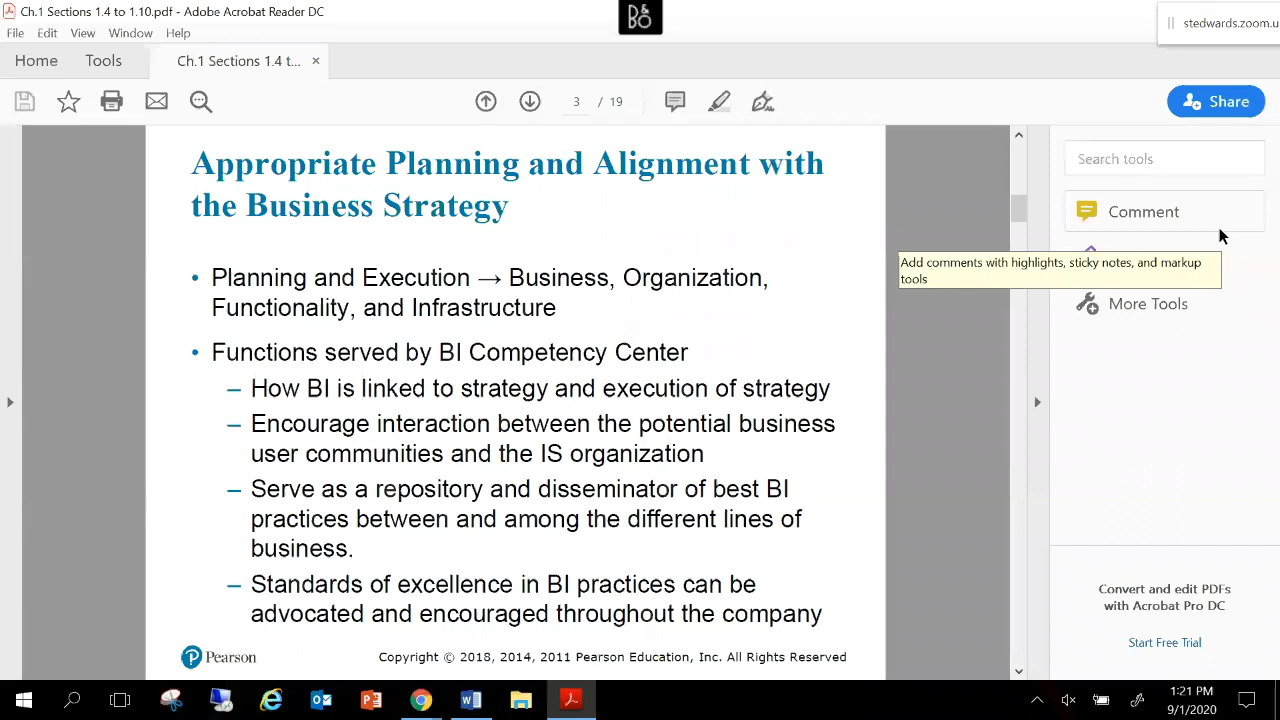 Ch.1 Sections 1.4 to 1.10.pdf - Adobe Acrobat Reader DC
B&O
stedwards.zoom.u
File Edit View Window Help
Home Tools Ch.1 Sections 1.4 t... ×
3 / 19
Share
Appropriate Planning and Alignment with
the Business Strategy
• Planning and Execution → Business, Organization,
Functionality, and Infrastructure
• Functions served by BI Competency Center
– How BI is linked to strategy and execution of strategy
– Encourage interaction between the potential business
user communities and the IS organization
– Serve as a repository and disseminator of best BI
practices between and among the different lines of
business.
– Standards of excellence in BI practices can be
advocated and encouraged throughout the company
P Pearson
Copyright © 2018, 2014, 2011 Pearson Education, Inc. All Rights Reserved
Search tools
Comment
Add comments with highlights, sticky notes, and markup
tools
More Tools
Convert and edit PDFs
with Acrobat Pro DC
Start Free Trial
1:21 PM
9/1/2020